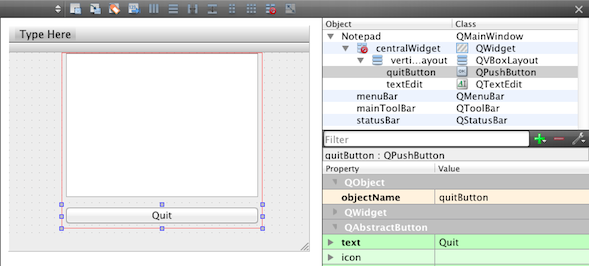 Type Here
Quit
Object Class
Notepad QMainWindow
centralWidget QWidget
verti...ayout QVBoxLayout
quitButton QPushButton
textEdit QTextEdit
menuBar QMenuBar
mainToolBar QToolBar
statusBar QStatusBar
Filter
quitButton : QPushButton
Property Value
QObject
objectName quitButton
QWidget
QAbstractButton
text Quit
icon